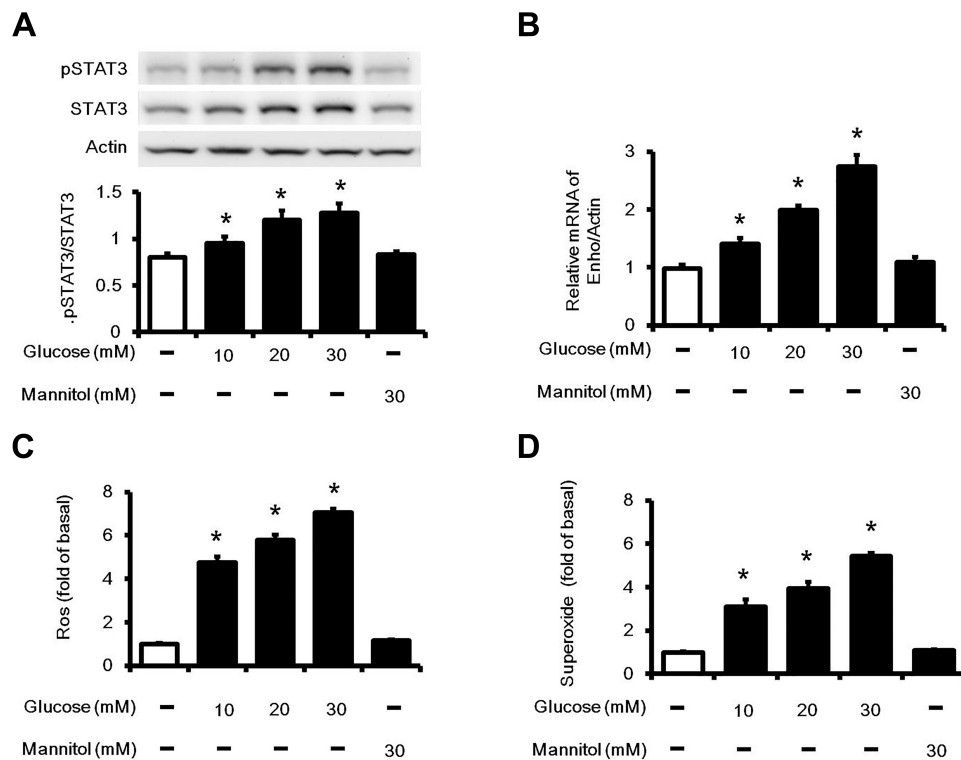 A
pSTAT3
STAT3
Actin
.pSTAT3/STAT3
1.5
1
0.5
0
* * *
Glucose (mM) – 10 20 30 –
Mannitol (mM) – – – – 30
B
Relative mRNA of
Enho/Actin
3
2
1
0
* * *
Glucose (mM) – 10 20 30 –
Mannitol (mM) – – – – 30
C
Ros (fold of basal)
8
6
4
2
0
* * *
Glucose (mM) – 10 20 30 –
Mannitol (mM) – – – – 30
D
Superoxide (fold of basal)
8
6
4
2
0
* * *
Glucose (mM) – 10 20 30 –
Mannitol (mM) – – – – 30